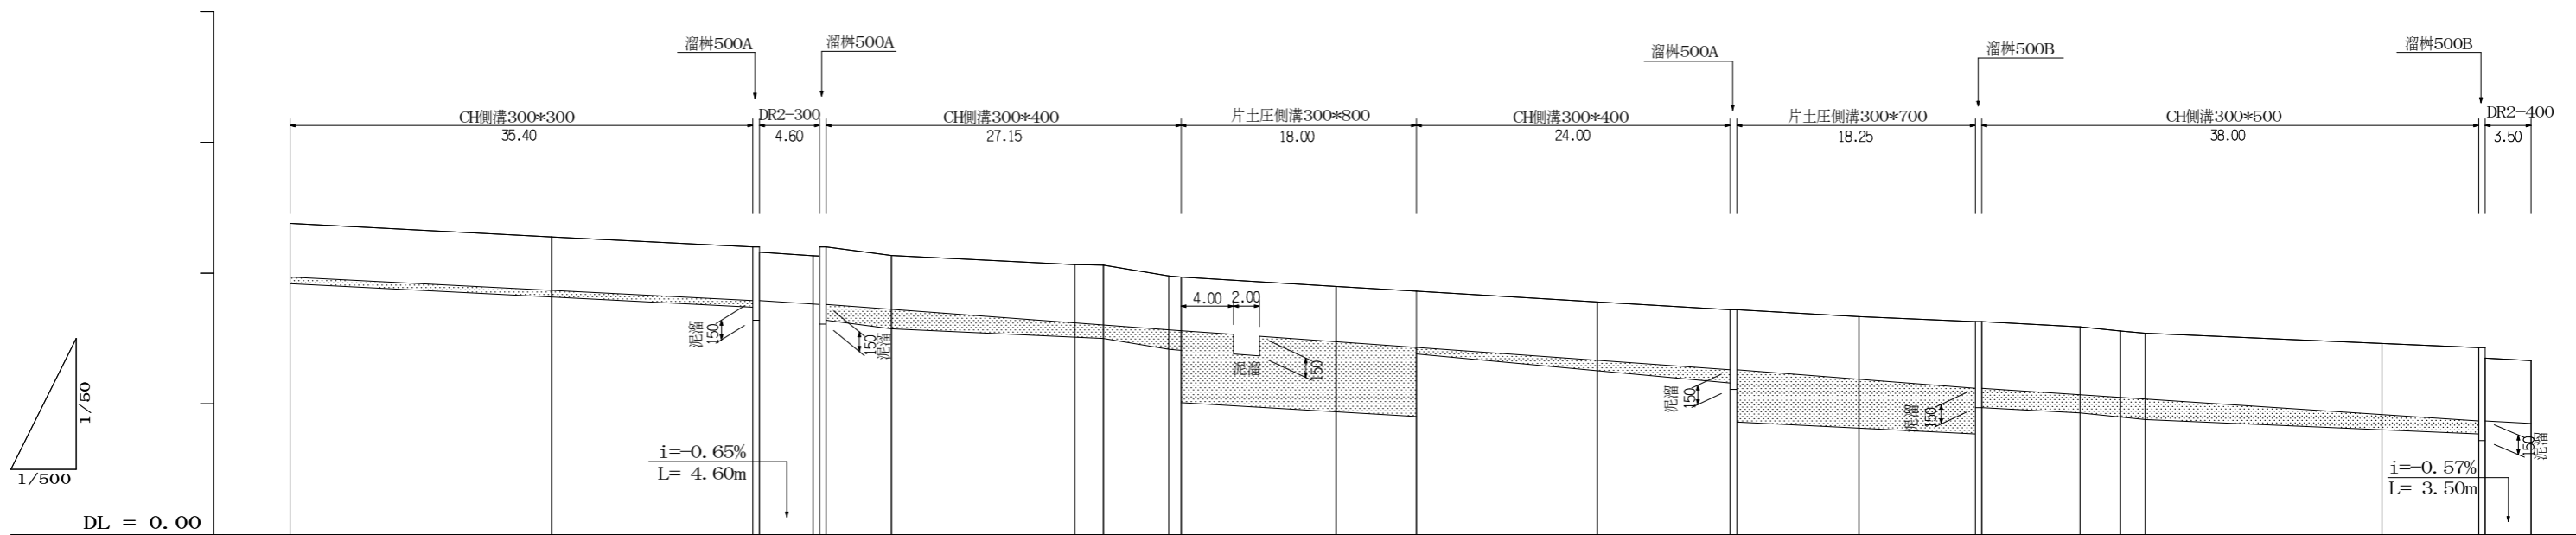 溜桝500A
溜桝500A
溜桝500A
溜桝500B
溜桝500B
CH側溝300*300
35.40
DR2-300
4.60
CH側溝300*400
27.15
片土圧側溝300*800
18.00
CH側溝300*400
24.00
片土圧側溝300*700
18.25
CH側溝300*500
38.00
DR2-400
3.50
4.00
2.00
泥溜
150
150
泥溜
泥溜
150
泥溜
150
泥溜
150
150
泥溜
1/50
1/500
i=-0.65%
L= 4.60m
i=-0.57%
L= 3.50m
DL = 0.00